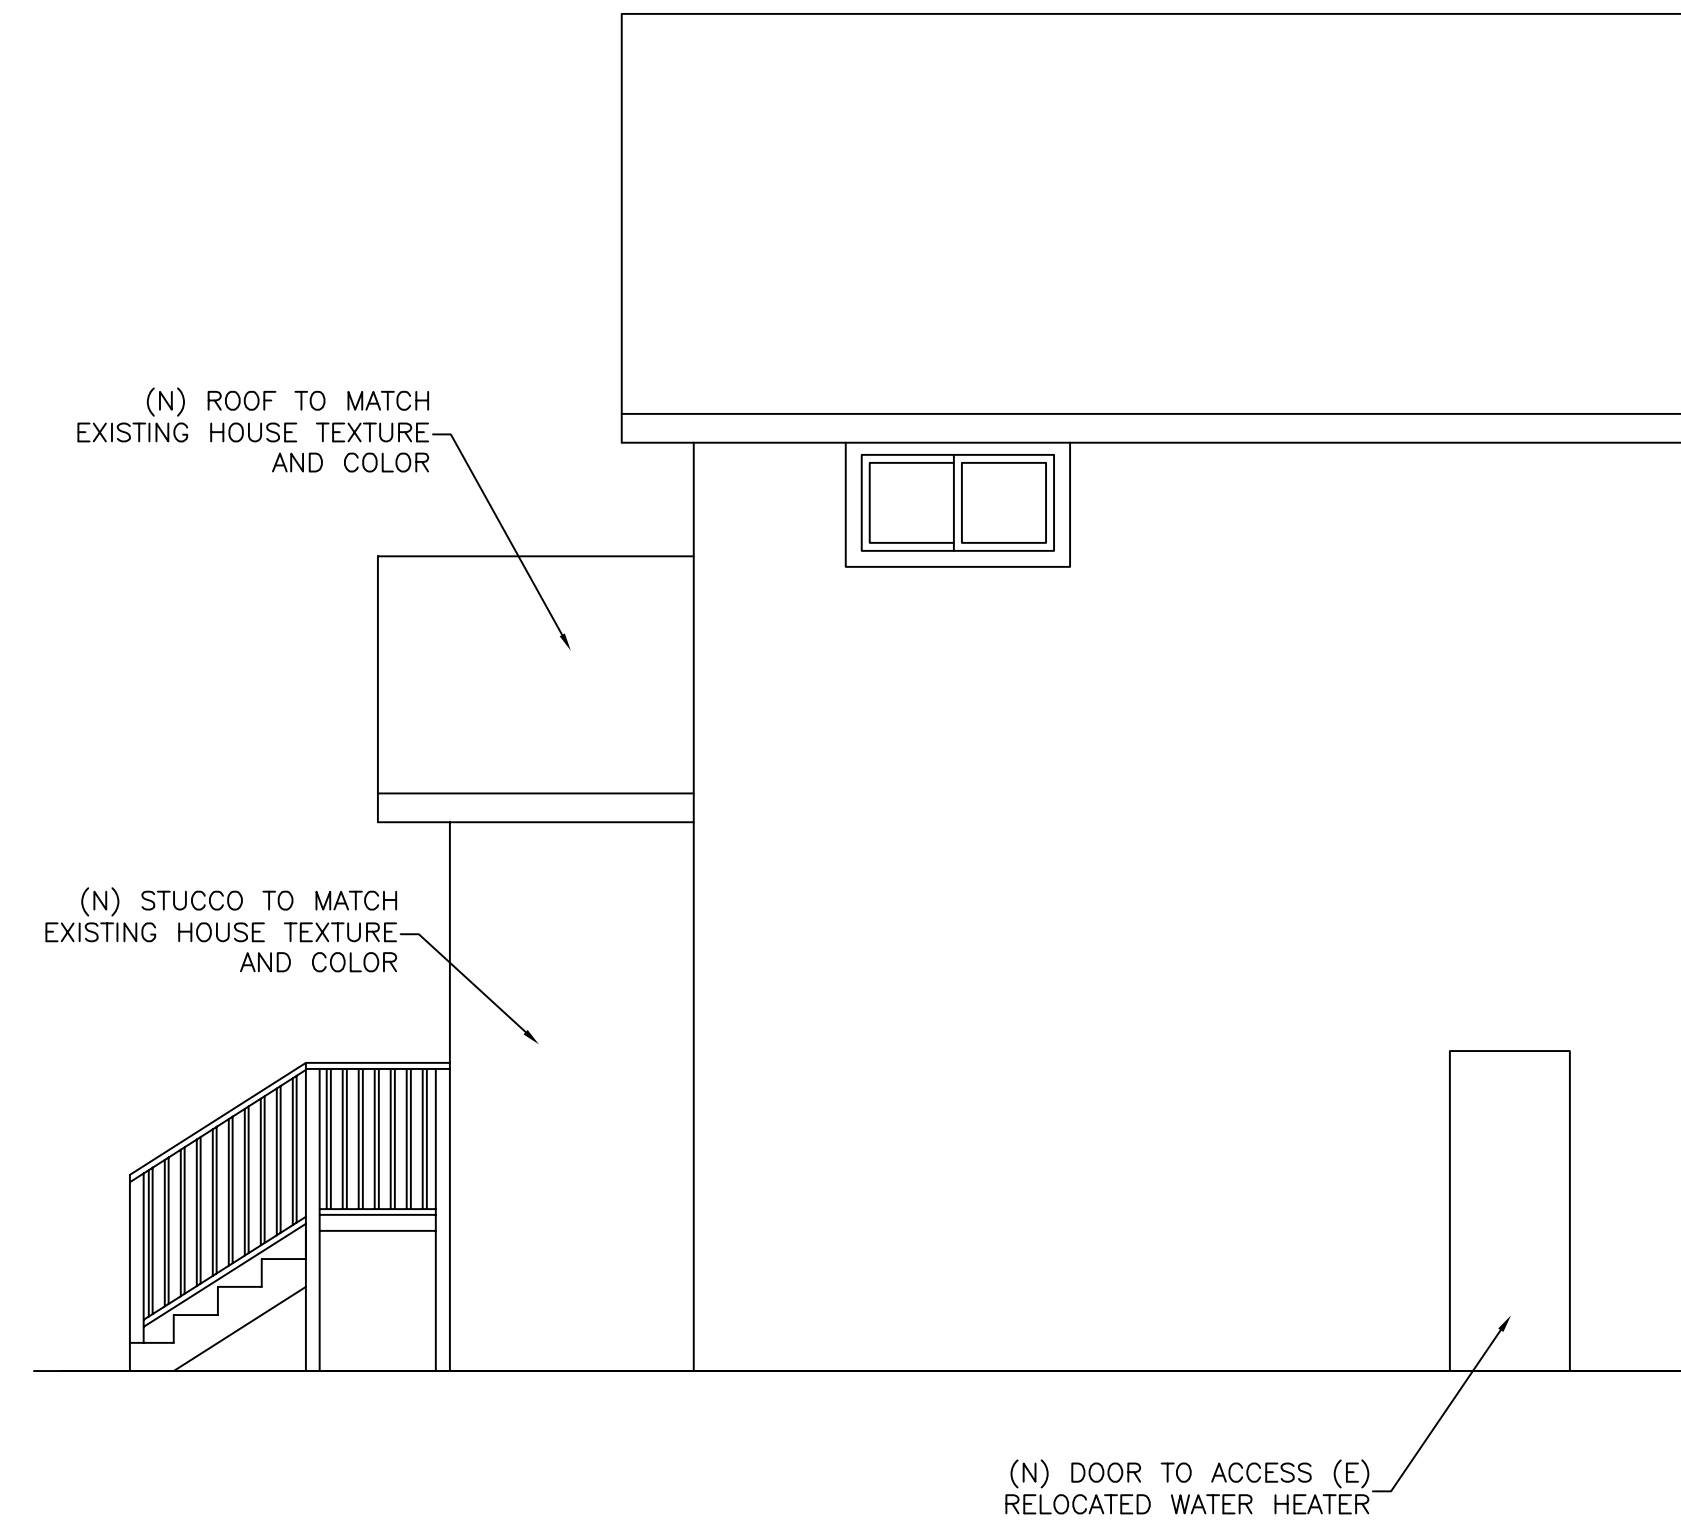 (N) ROOF TO MATCH
EXISTING HOUSE TEXTURE
AND COLOR
(N) STUCCO TO MATCH
EXISTING HOUSE TEXTURE
AND COLOR
(N) DOOR TO ACCESS (E)
RELOCATED WATER HEATER